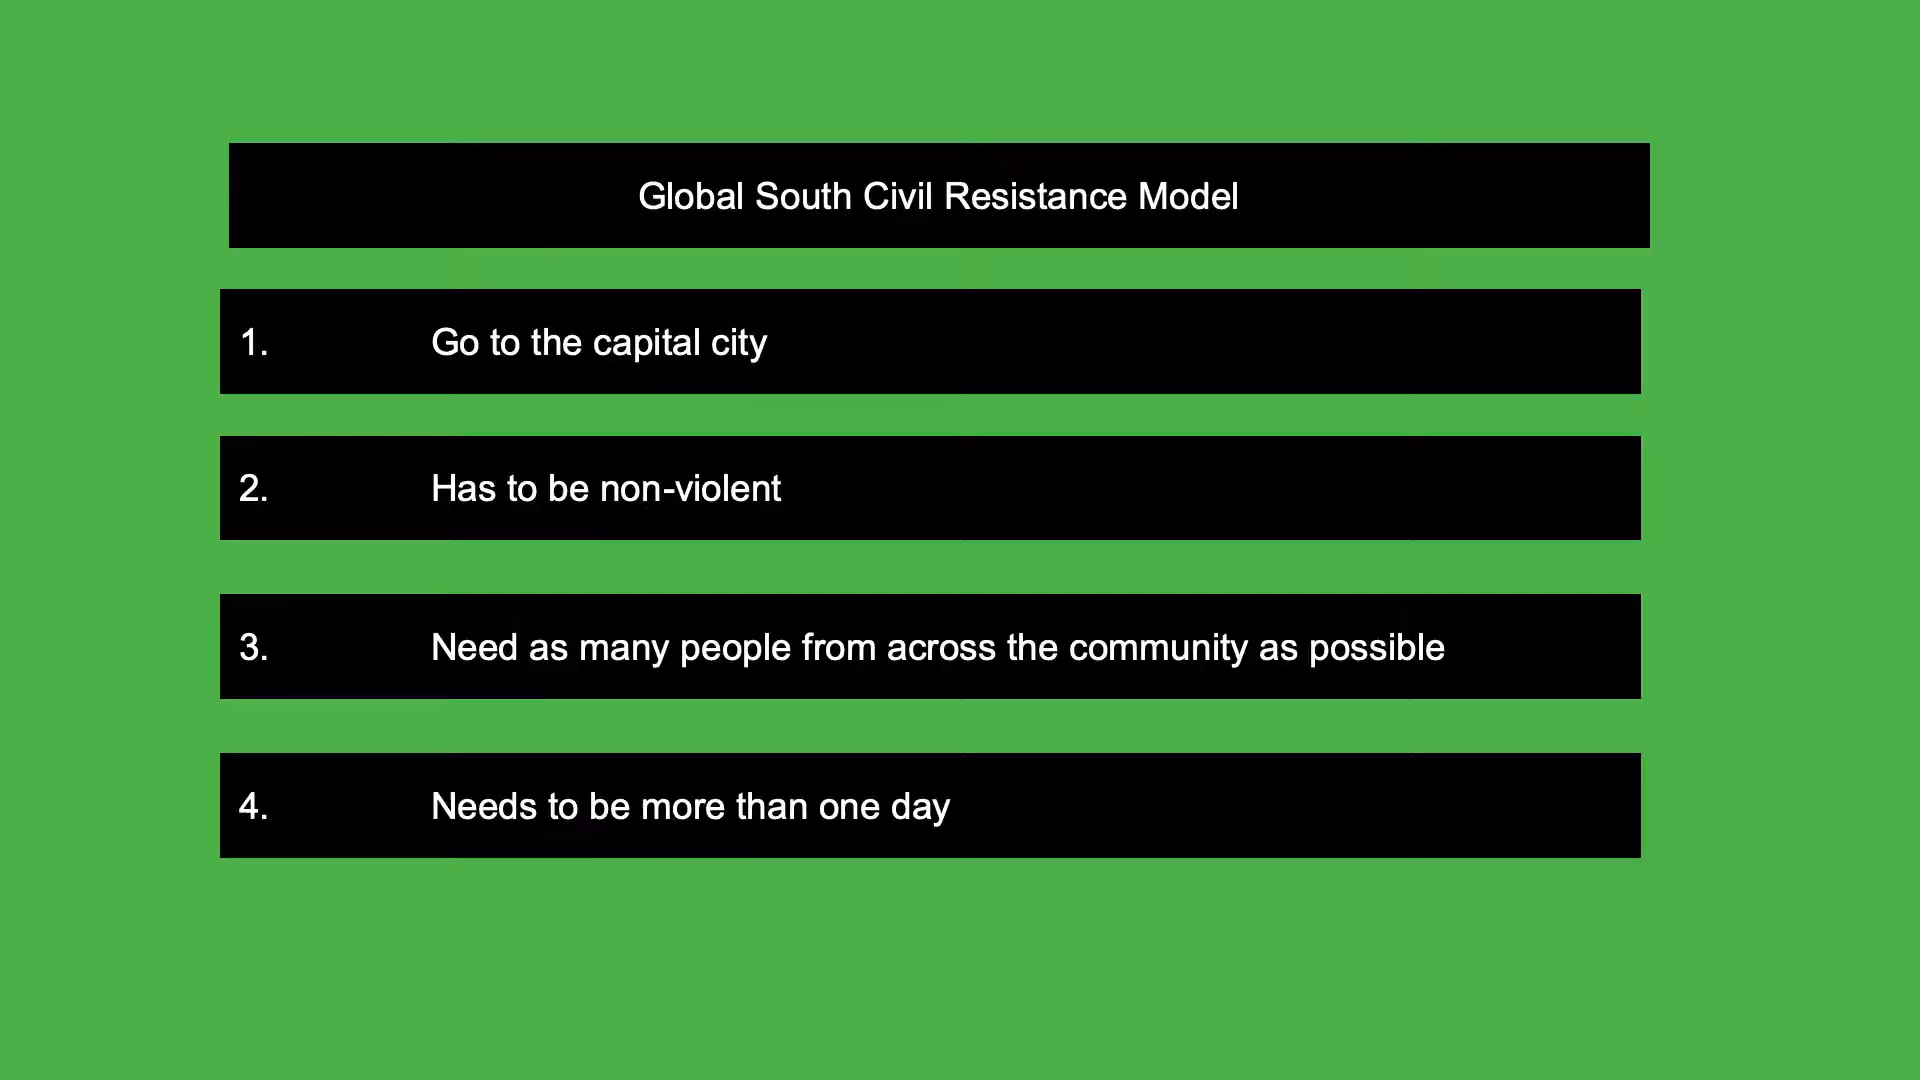 Global South Civil Resistance Model
1. Go to the capital city
2. Has to be non-violent
3. Need as many people from across the community as possible
4. Needs to be more than one day